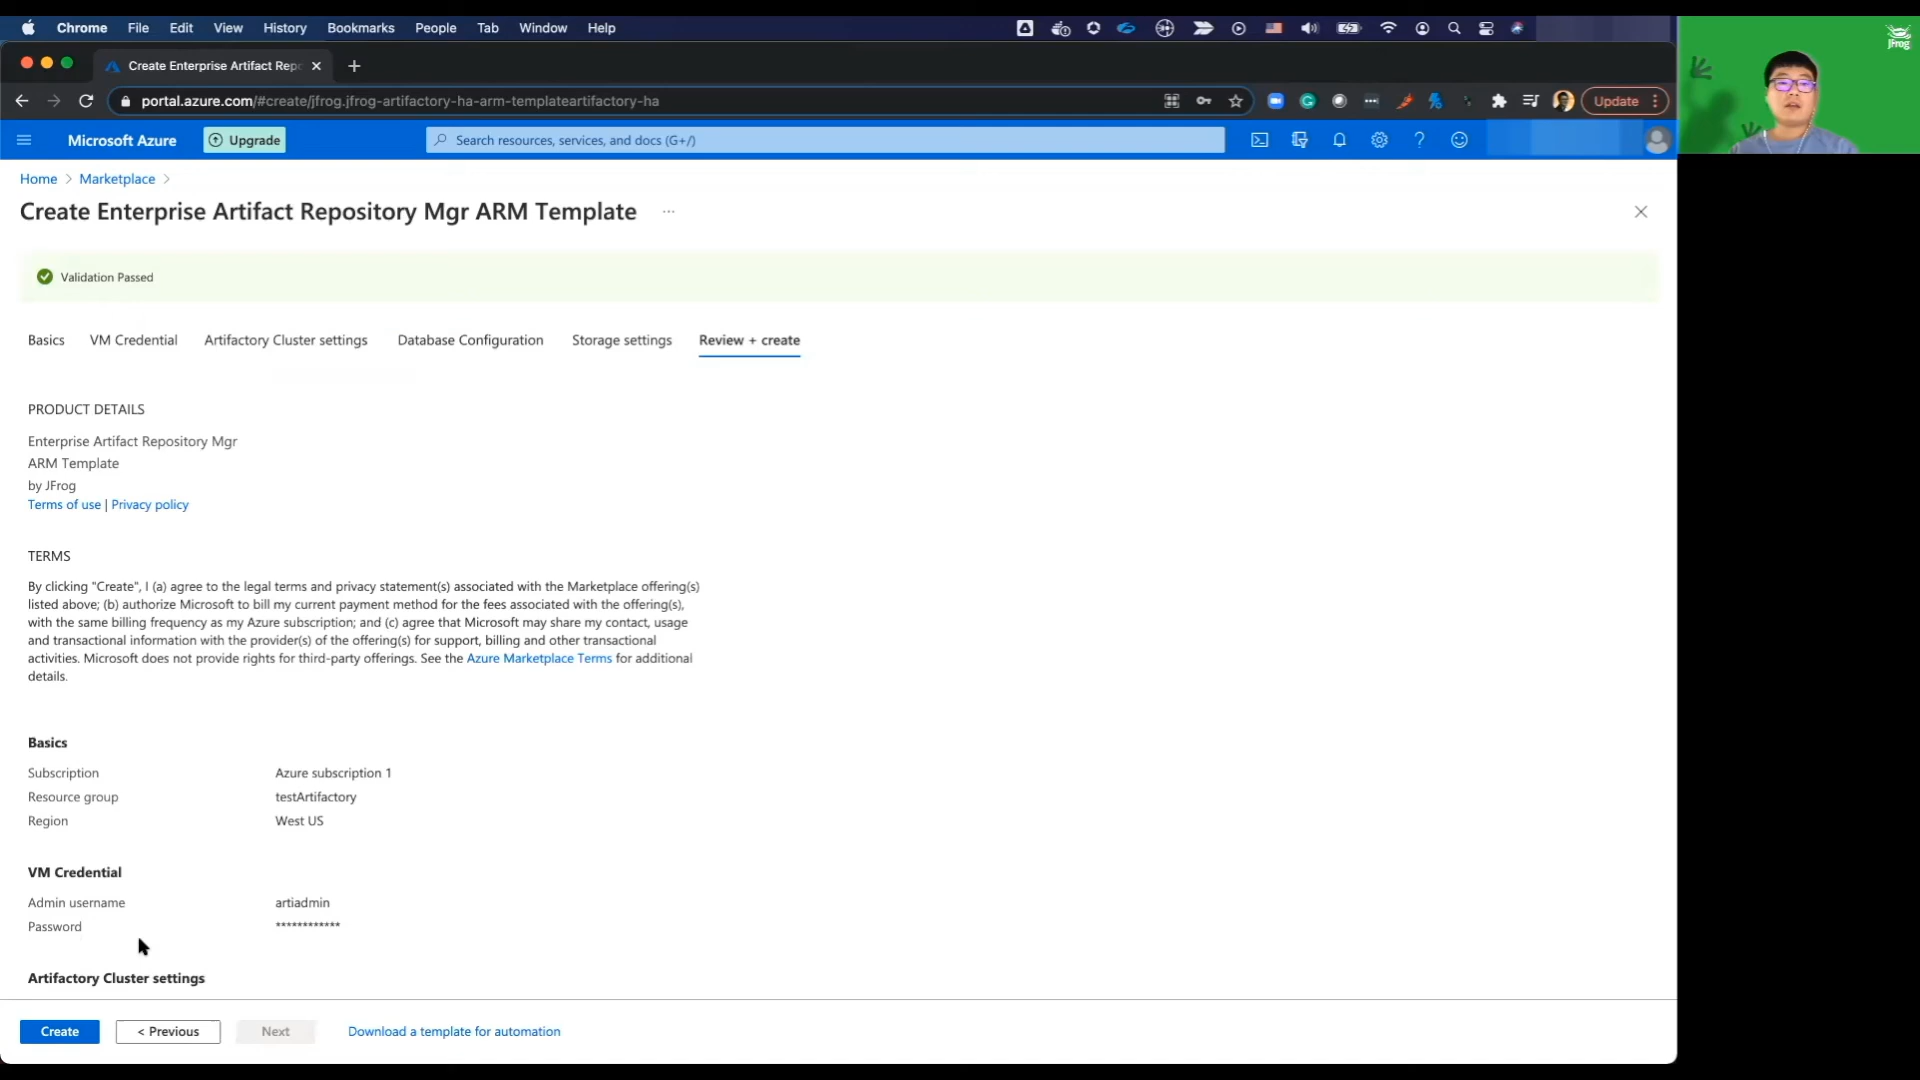 Chrome File Edit View History Bookmarks People Tab Window Help
JFrog
Create Enterprise Artifact Repo
portal.azure.com/#create/jfrog.jfrog-artifactory-ha-arm-templateartifactory-ha
Update
Microsoft Azure
Upgrade
Search resources, services, and docs (G+/)
Home > Marketplace >
Create Enterprise Artifact Repository Mgr ARM Template ...
Validation Passed
Basics VM Credential Artifactory Cluster settings Database Configuration Storage settings Review + create
PRODUCT DETAILS
Enterprise Artifact Repository Mgr
ARM Template
by JFrog
Terms of use | Privacy policy
TERMS
By clicking "Create", I (a) agree to the legal terms and privacy statement(s) associated with the Marketplace offering(s)
listed above; (b) authorize Microsoft to bill my current payment method for the fees associated with the offering(s),
with the same billing frequency as my Azure subscription; and (c) agree that Microsoft may share my contact, usage
and transactional information with the provider(s) of the offering(s) for support, billing and other transactional
activities. Microsoft does not provide rights for third-party offerings. See the Azure Marketplace Terms for additional
details.
Basics
Subscription Azure subscription 1
Resource group testArtifactory
Region West US
VM Credential
Admin username artiadmin
Password ************
Artifactory Cluster settings
Create < Previous Next Download a template for automation